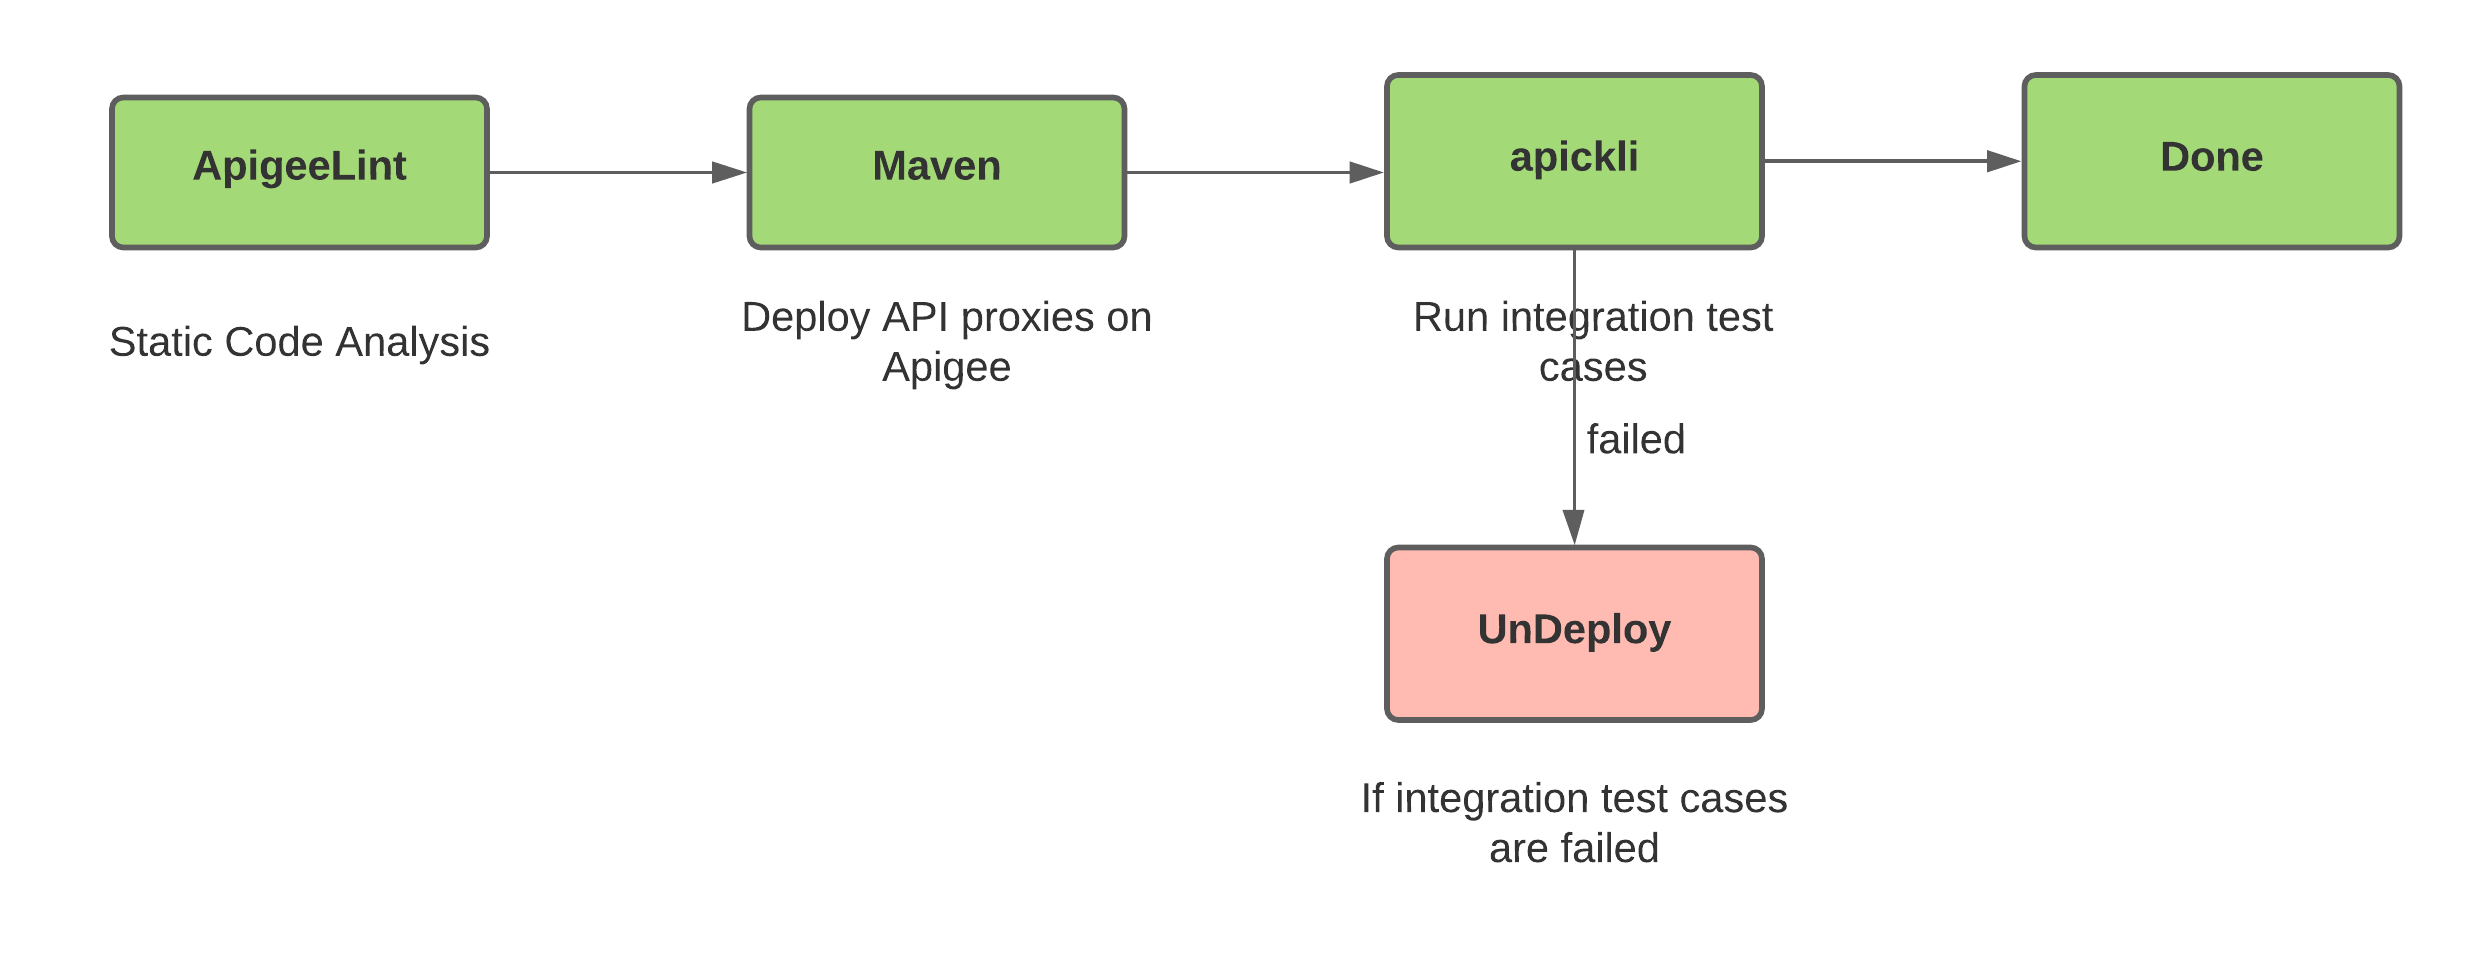 ApigeeLint
Maven
apickli
Done
Static Code Analysis
Deploy API proxies on
Apigee
Run integration test
cases
failed
UnDeploy
If integration test cases
are failed